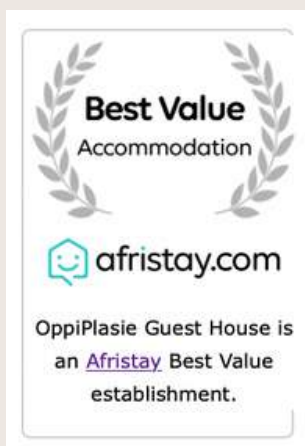 Best Value
Accommodation
afristay.com
OppiPlasie Guest House is
an Afristay Best Value
establishment.